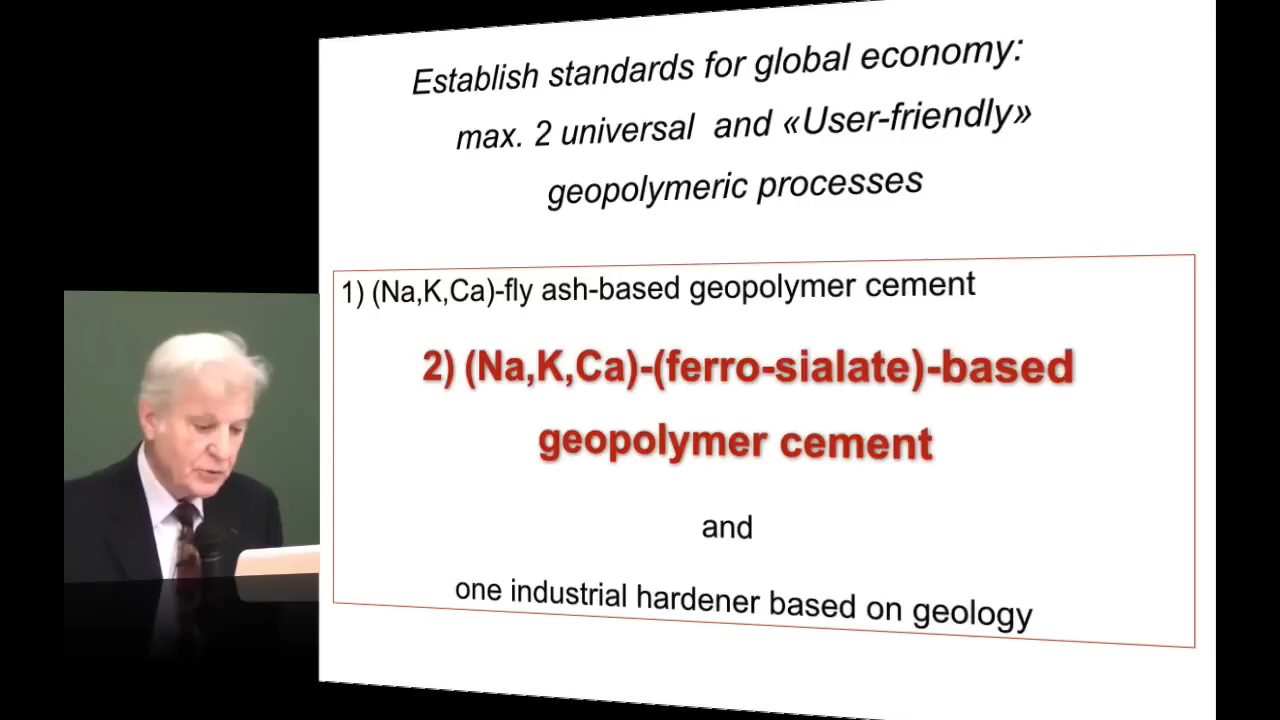 Establish standards for global economy:
max. 2 universal and «User-friendly»
geopolymeric processes
1) (Na,K,Ca)-fly ash-based geopolymer cement
2) (Na,K,Ca)-(ferro-sialate)-based
geopolymer cement
and
one industrial hardener based on geology